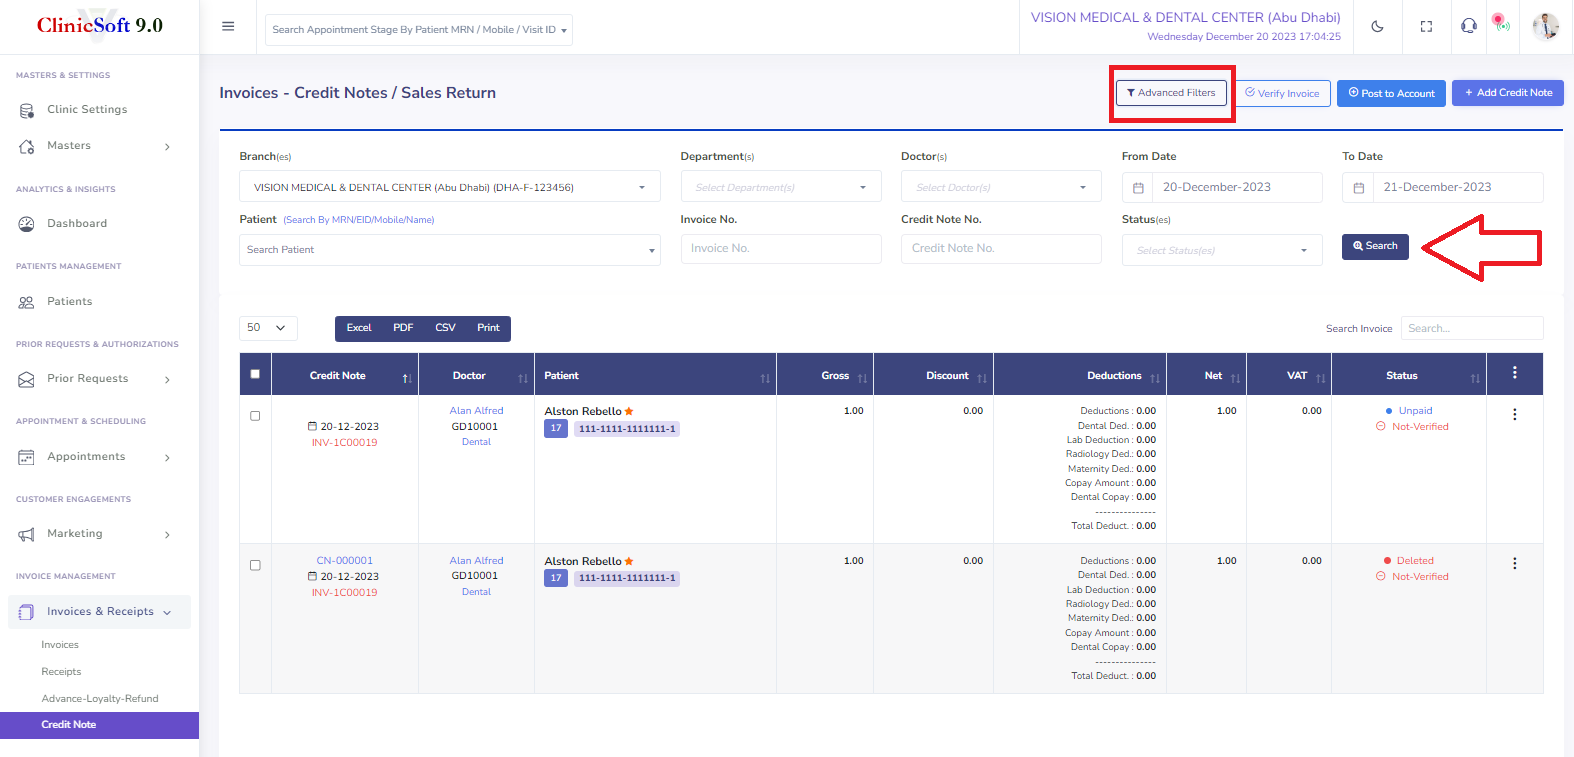 ClinicSoft 9.0
Search Appointment Stage By Patient MRN / Mobile / Visit ID
VISION MEDICAL & DENTAL CENTER (Abu Dhabi)
Wednesday December 20 2023 17:04:25
MASTERS & SETTINGS
Clinic Settings
Masters
ANALYTICS & INSIGHTS
Dashboard
PATIENTS MANAGEMENT
Patients
PRIOR REQUESTS & AUTHORIZATIONS
Prior Requests
APPOINTMENT & SCHEDULING
Appointments
CUSTOMER ENGAGEMENTS
Marketing
INVOICE MANAGEMENT
Invoices & Receipts
Invoices
Receipts
Advance-Loyalty-Refund
Credit Note
Invoices - Credit Notes / Sales Return
Advanced Filters Verify Invoice Post to Account + Add Credit Note
Branch(es) Department(s) Doctor(s) From Date To Date
VISION MEDICAL & DENTAL CENTER (Abu Dhabi) (DHA-F-123456) Select Department(s) Select Doctor(s) 20-December-2023 21-December-2023
Patient (Search By MRN/EID/Mobile/Name) Invoice No. Credit Note No. Status(es)
Search Patient Invoice No. Credit Note No. Select Status(es) Search
50 Excel PDF CSV Print Search Invoice Search...
Credit Note Doctor Patient Gross Discount Deductions Net VAT Status
20-12-2023
INV-1C00019
Alan Alfred
GD10001
Dental
Alston Rebello
17 111-1111-1111111-1
1.00
0.00
Deductions : 0.00
Dental Ded. : 0.00
Lab Deduction : 0.00
Radiology Ded.: 0.00
Maternity Ded.: 0.00
Copay Amount : 0.00
Dental Copay : 0.00
---------------
Total Deduct. : 0.00
1.00
0.00
Unpaid
Not-Verified
CN-000001
20-12-2023
INV-1C00019
Alan Alfred
GD10001
Dental
Alston Rebello
17 111-1111-1111111-1
1.00
0.00
Deductions : 0.00
Dental Ded. : 0.00
Lab Deduction : 0.00
Radiology Ded.: 0.00
Maternity Ded.: 0.00
Copay Amount : 0.00
Dental Copay : 0.00
---------------
Total Deduct. : 0.00
1.00
0.00
Deleted
Not-Verified